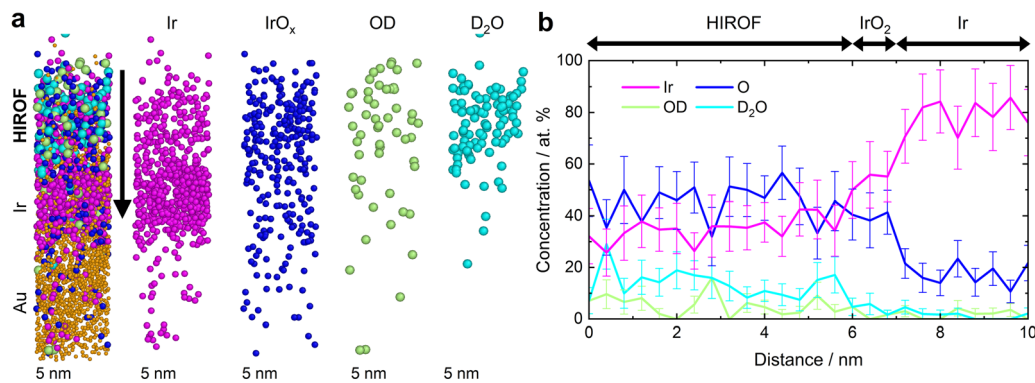 a
Ir
IrOₓ
OD
D₂O
HIROF
Ir
Au
5 nm
5 nm
5 nm
5 nm
5 nm
b
HIROF
IrO₂
Ir
Concentration / at. %
100
80
60
40
20
0
Ir
O
OD
D₂O
0
2
4
6
8
10
Distance / nm